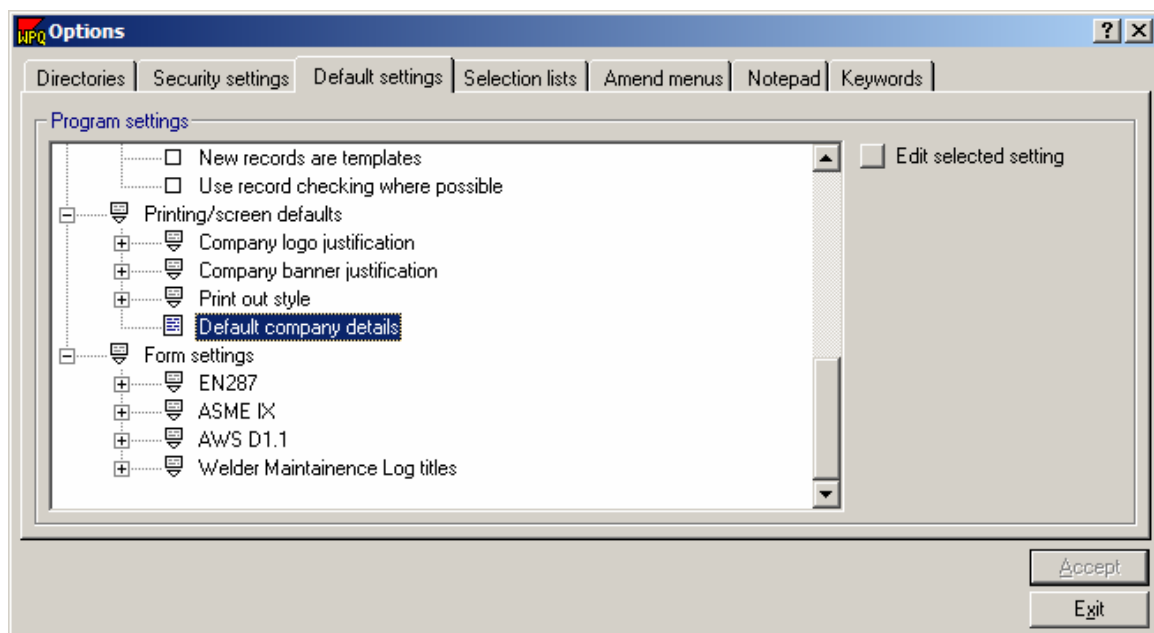 WPQ Options ? X
Directories Security settings Default settings Selection lists Amend menus Notepad Keywords
Program settings
New records are templates
Edit selected setting
Use record checking where possible
Printing/screen defaults
Company logo justification
Company banner justification
Print out style
Default company details
Form settings
EN287
ASME IX
AWS D1.1
Welder Maintainence Log titles
Accept
Exit